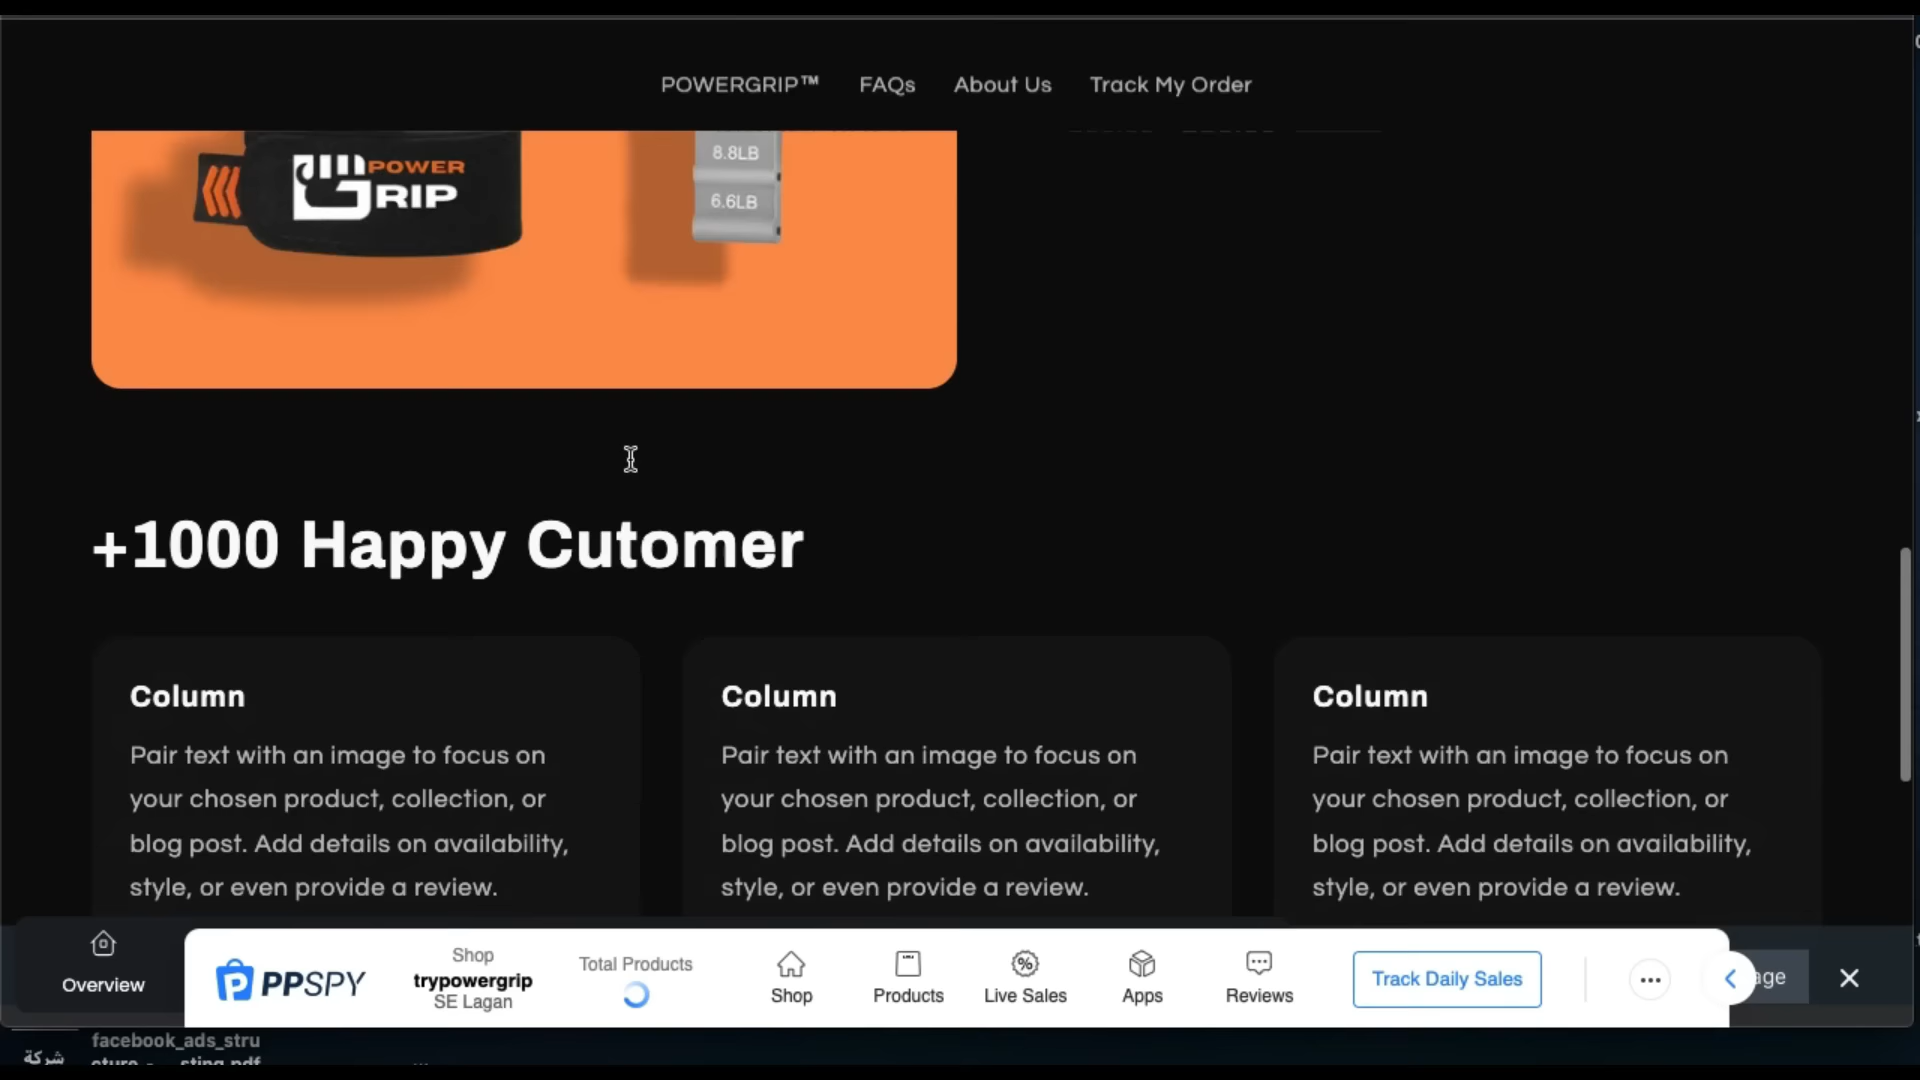 POWERGRIP™ FAQs About Us Track My Order
POWER
GRIP
8.8LB
6.6LB
+1000 Happy Cutomer
Column
Pair text with an image to focus on
your chosen product, collection, or
blog post. Add details on availability,
style, or even provide a review.
Column
Pair text with an image to focus on
your chosen product, collection, or
blog post. Add details on availability,
style, or even provide a review.
Column
Pair text with an image to focus on
your chosen product, collection, or
blog post. Add details on availability,
style, or even provide a review.
Overview
PPSPY
Shop
trypowergrip
SE Lagan
Total Products
Shop
Products
Live Sales
Apps
Reviews
Track Daily Sales
age
شركة
facebook_ads_stru